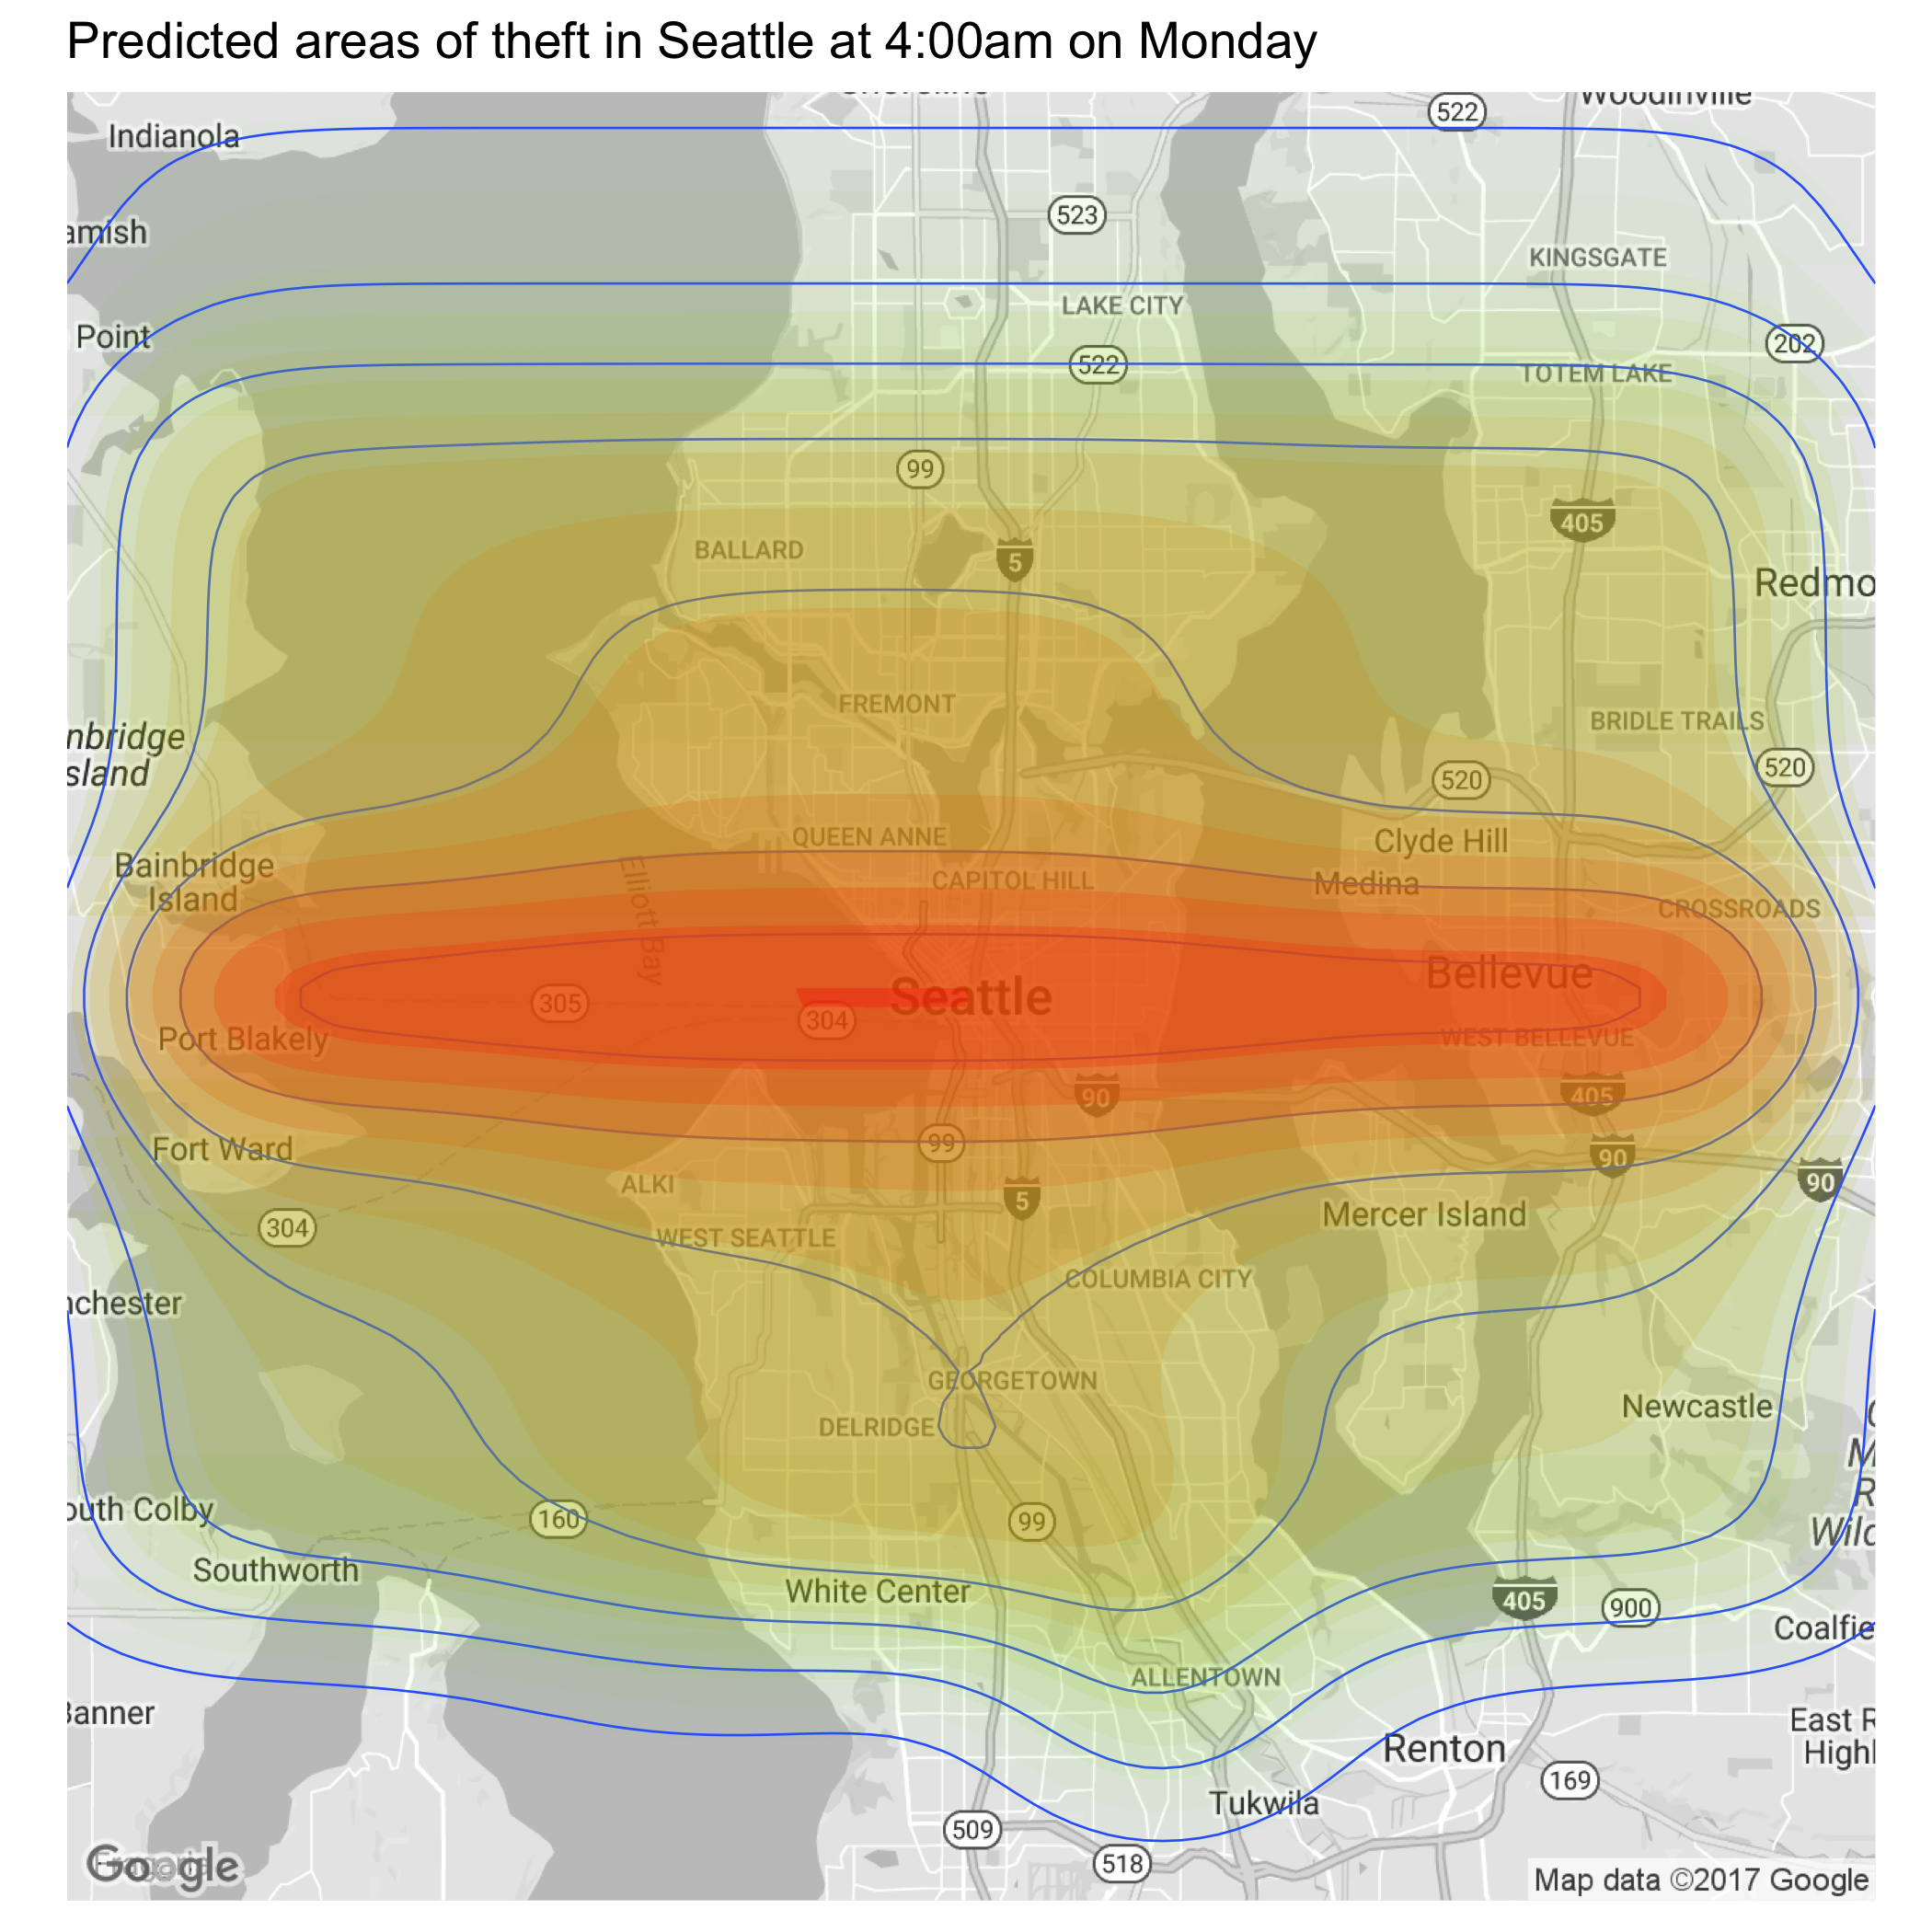 Predicted areas of theft in Seattle at 4:00am on Monday
Woodinville
522
Indianola
523
amish
KINGSGATE
LAKE CITY
Point
202
522
TOTEM LAKE
99
405
BALLARD
5
Redmo
FREMONT
BRIDLE TRAILS
nbridge
sland
520
520
QUEEN ANNE
Clyde Hill
Bainbridge
Island
CAPITOL HILL
Medina
CROSSROADS
Elliott Bay
Bellevue
Seattle
305
304
Port Blakely
WEST BELLEVUE
90
405
99
Fort Ward
90
90
ALKI
5
304
WEST SEATTLE
Mercer Island
COLUMBIA CITY
nchester
GEORGETOWN
DELRIDGE
Newcastle
outh Colby
160
99
Wild
Southworth
White Center
405
900
Coalfie
ALLENTOWN
Banner
East R
Highl
Renton
169
Tukwila
509
518
Google
Map data ©2017 Google